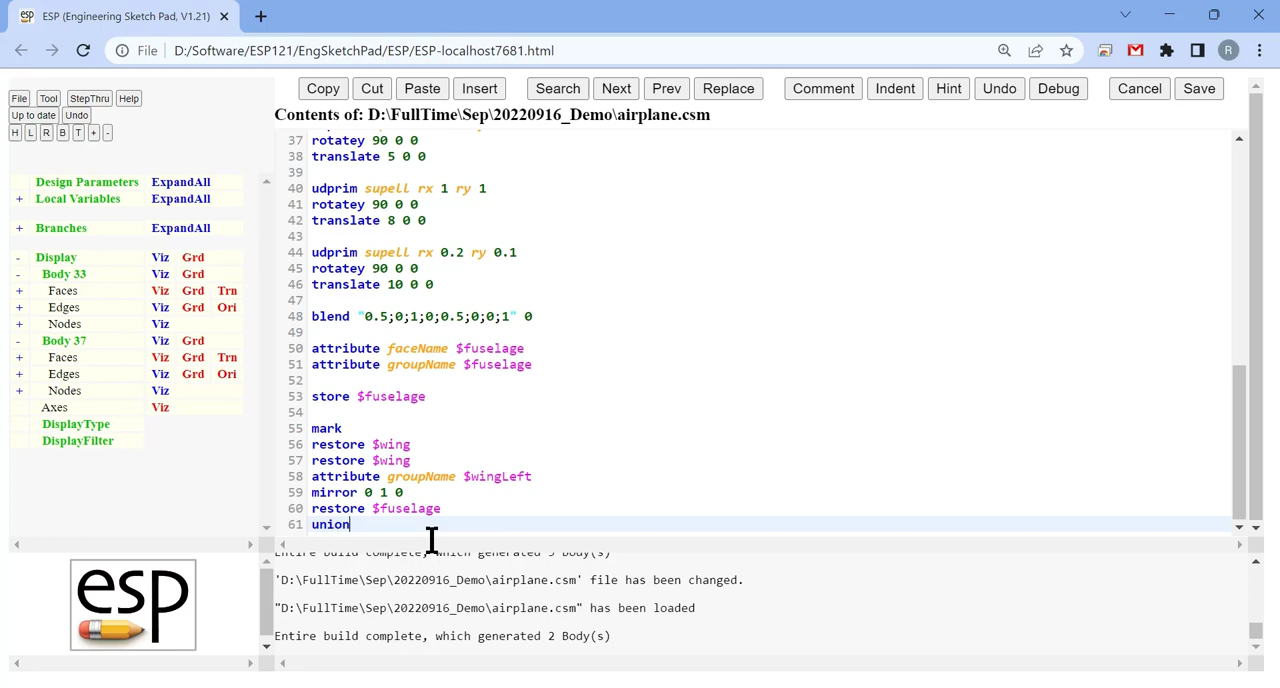 ESP (Engineering Sketch Pad, V1.21)
File D:/Software/ESP121/EngSketchPad/ESP/ESP-localhost7681.html
R
File Tool StepThru Help
Up to date Undo
H L R B T + -
Design Parameters ExpandAll
+ Local Variables ExpandAll
+ Branches ExpandAll
- Display Viz Grd
- Body 33 Viz Grd
+ Faces Viz Grd Trn
+ Edges Viz Grd Ori
+ Nodes Viz
- Body 37 Viz Grd
+ Faces Viz Grd Trn
+ Edges Viz Grd Ori
+ Nodes Viz
Axes Viz
DisplayType
DisplayFilter
Copy Cut Paste Insert Search Next Prev Replace Comment Indent Hint Undo Debug Cancel Save
Contents of: D:\FullTime\Sep\20220916_Demo\airplane.csm
37 rotatey 90 0 0
38 translate 5 0 0
39
40 udprim supell rx 1 ry 1
41 rotatey 90 0 0
42 translate 8 0 0
43
44 udprim supell rx 0.2 ry 0.1
45 rotatey 90 0 0
46 translate 10 0 0
47
48 blend "0.5;0;1;0;0.5;0;0;1" 0
49
50 attribute faceName $fuselage
51 attribute groupName $fuselage
52
53 store $fuselage
54
55 mark
56 restore $wing
57 restore $wing
58 attribute groupName $wingLeft
59 mirror 0 1 0
60 restore $fuselage
61 union
esp
Entire build complete, which generated 5 Body(s)
'D:\FullTime\Sep\20220916_Demo\airplane.csm' file has been changed.
"D:\FullTime\Sep\20220916_Demo\airplane.csm" has been loaded
Entire build complete, which generated 2 Body(s)